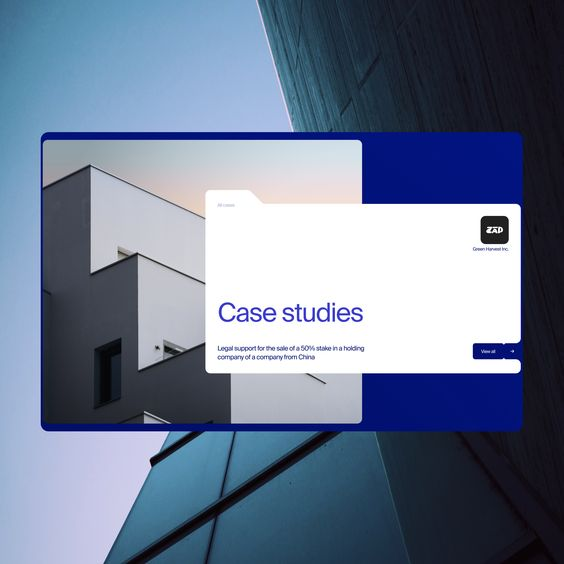 All cases
ZAD
Green Harvest Inc.
Case studies
Legal support for the sale of a 50% stake in a holding
company of a company from China
View all →